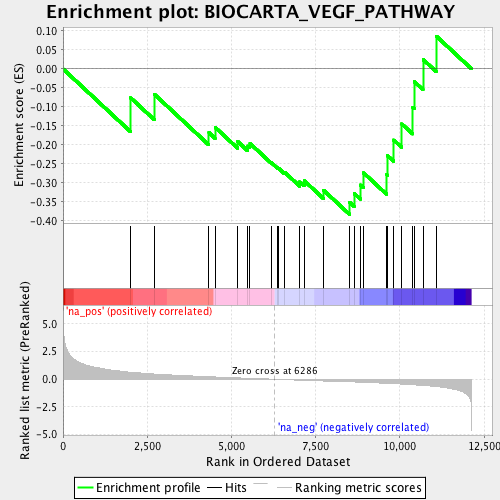 Enrichment plot: BIOCARTA_VEGF_PATHWAY
Enrichment score (ES)
0.10
0.05
0.00
-0.05
-0.10
-0.15
-0.20
-0.25
-0.30
-0.35
-0.40
'na_pos' (positively correlated)
Ranked list metric (PreRanked)
5.0
2.5
0.0
-2.5
-5.0
Zero cross at 6286
'na_neg' (negatively correlated)
0
2,500
5,000
7,500
10,000
12,500
Rank in Ordered Dataset
Enrichment profile
Hits
Ranking metric scores